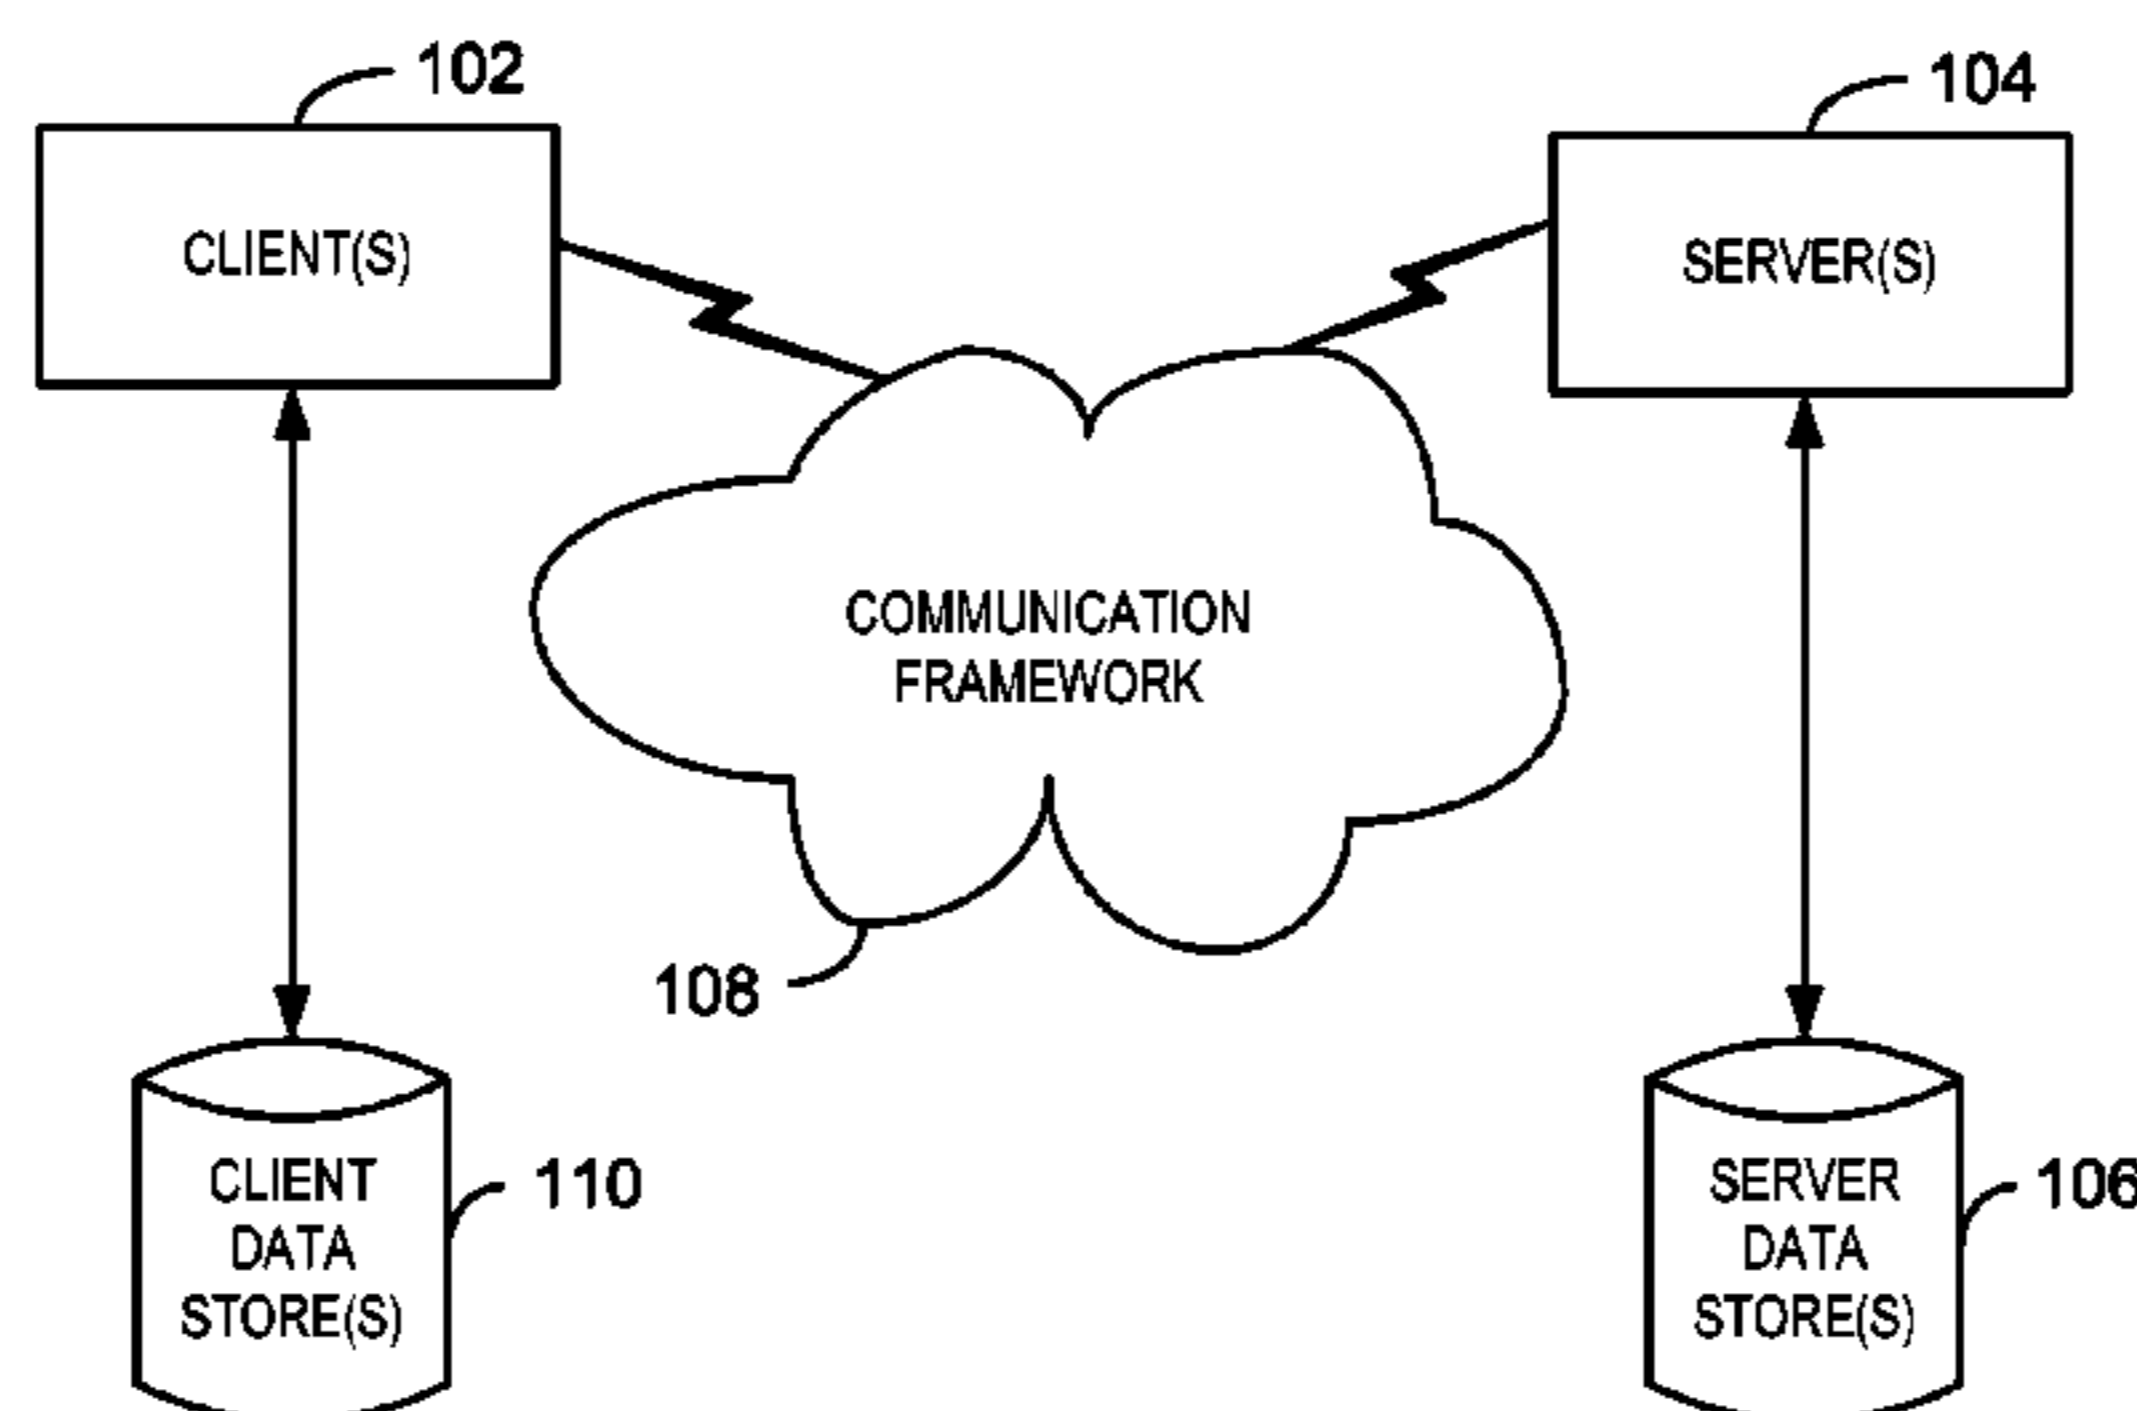 102
104
CLIENT(S)
SERVER(S)
COMMUNICATION
FRAMEWORK
108
CLIENT
DATA
STORE(S)
110
SERVER
DATA
STORE(S)
106